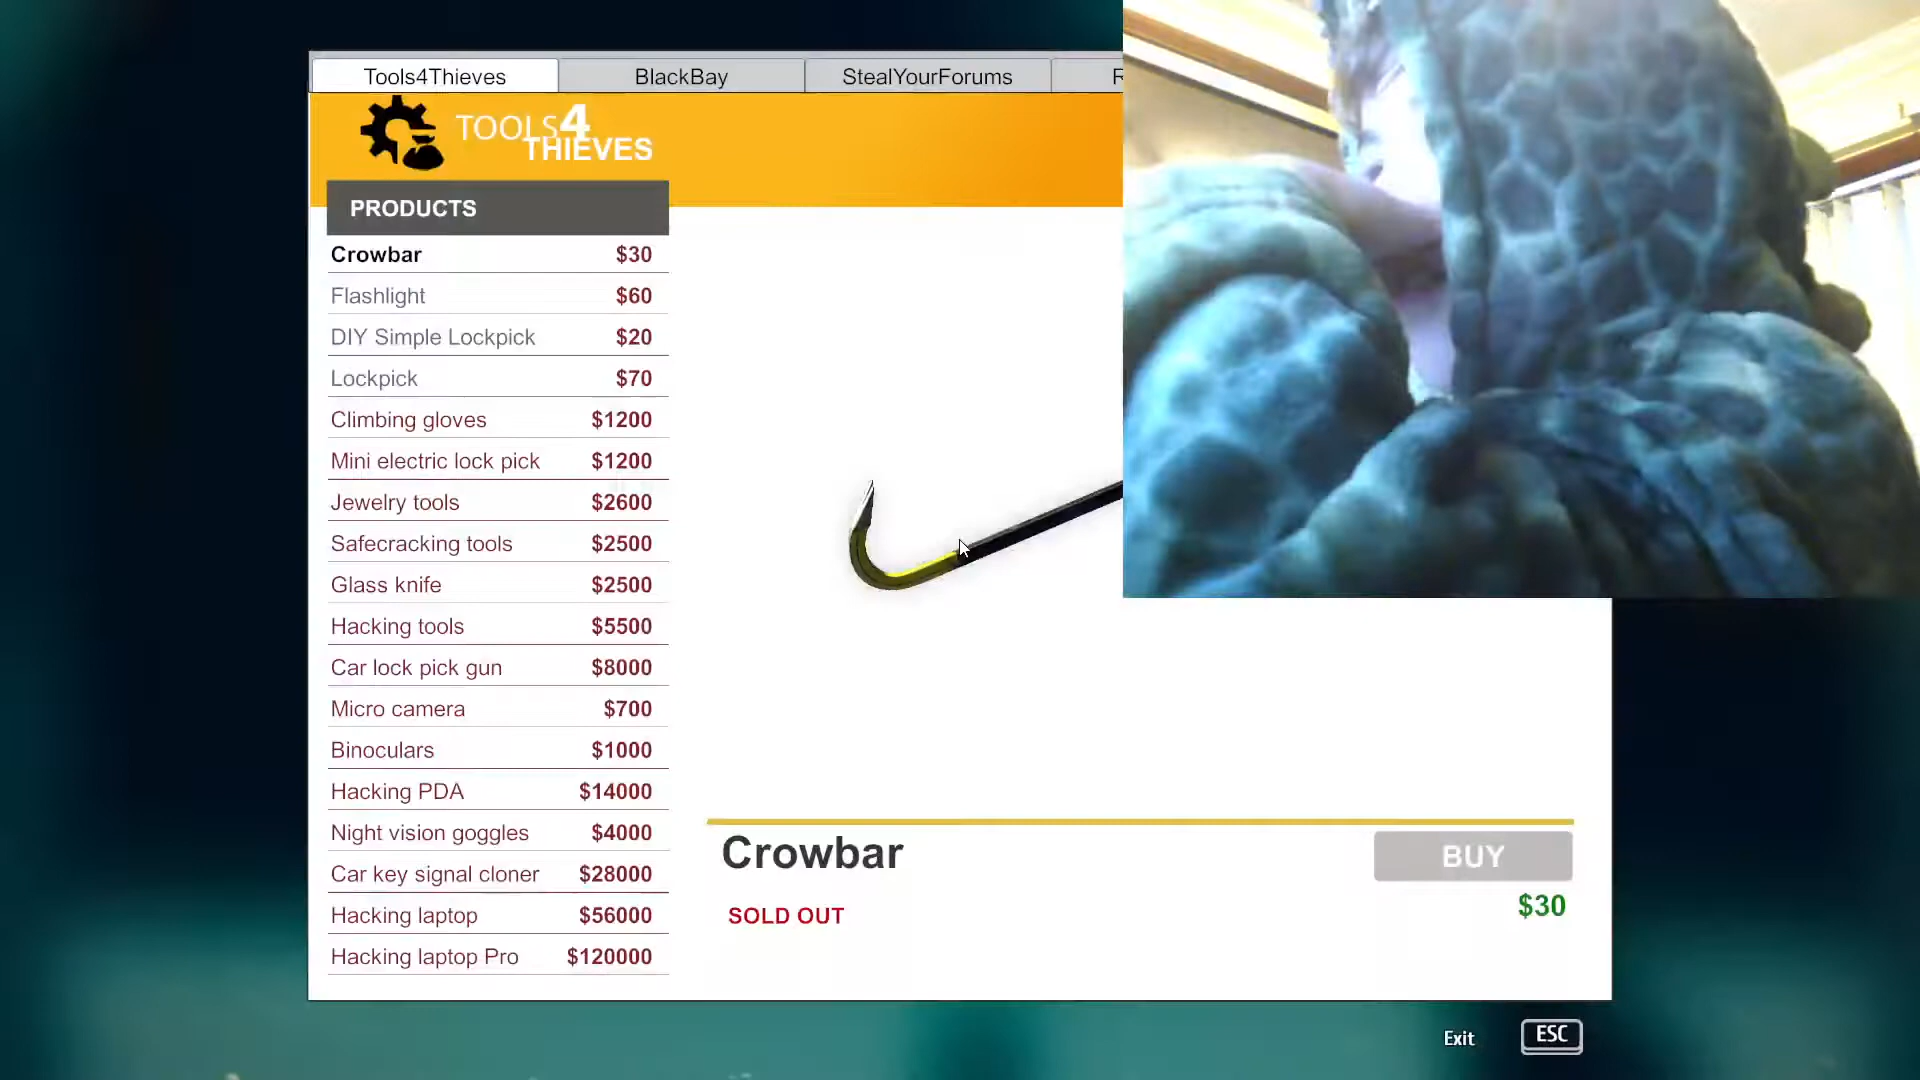 Tools4Thieves
BlackBay
StealYourForums
R
TOOLS4
THIEVES
PRODUCTS
Crowbar $30
Flashlight $60
DIY Simple Lockpick $20
Lockpick $70
Climbing gloves $1200
Mini electric lock pick $1200
Jewelry tools $2600
Safecracking tools $2500
Glass knife $2500
Hacking tools $5500
Car lock pick gun $8000
Micro camera $700
Binoculars $1000
Hacking PDA $14000
Night vision goggles $4000
Car key signal cloner $28000
Hacking laptop $56000
Hacking laptop Pro $120000
Crowbar
BUY
SOLD OUT
$30
Exit ESC